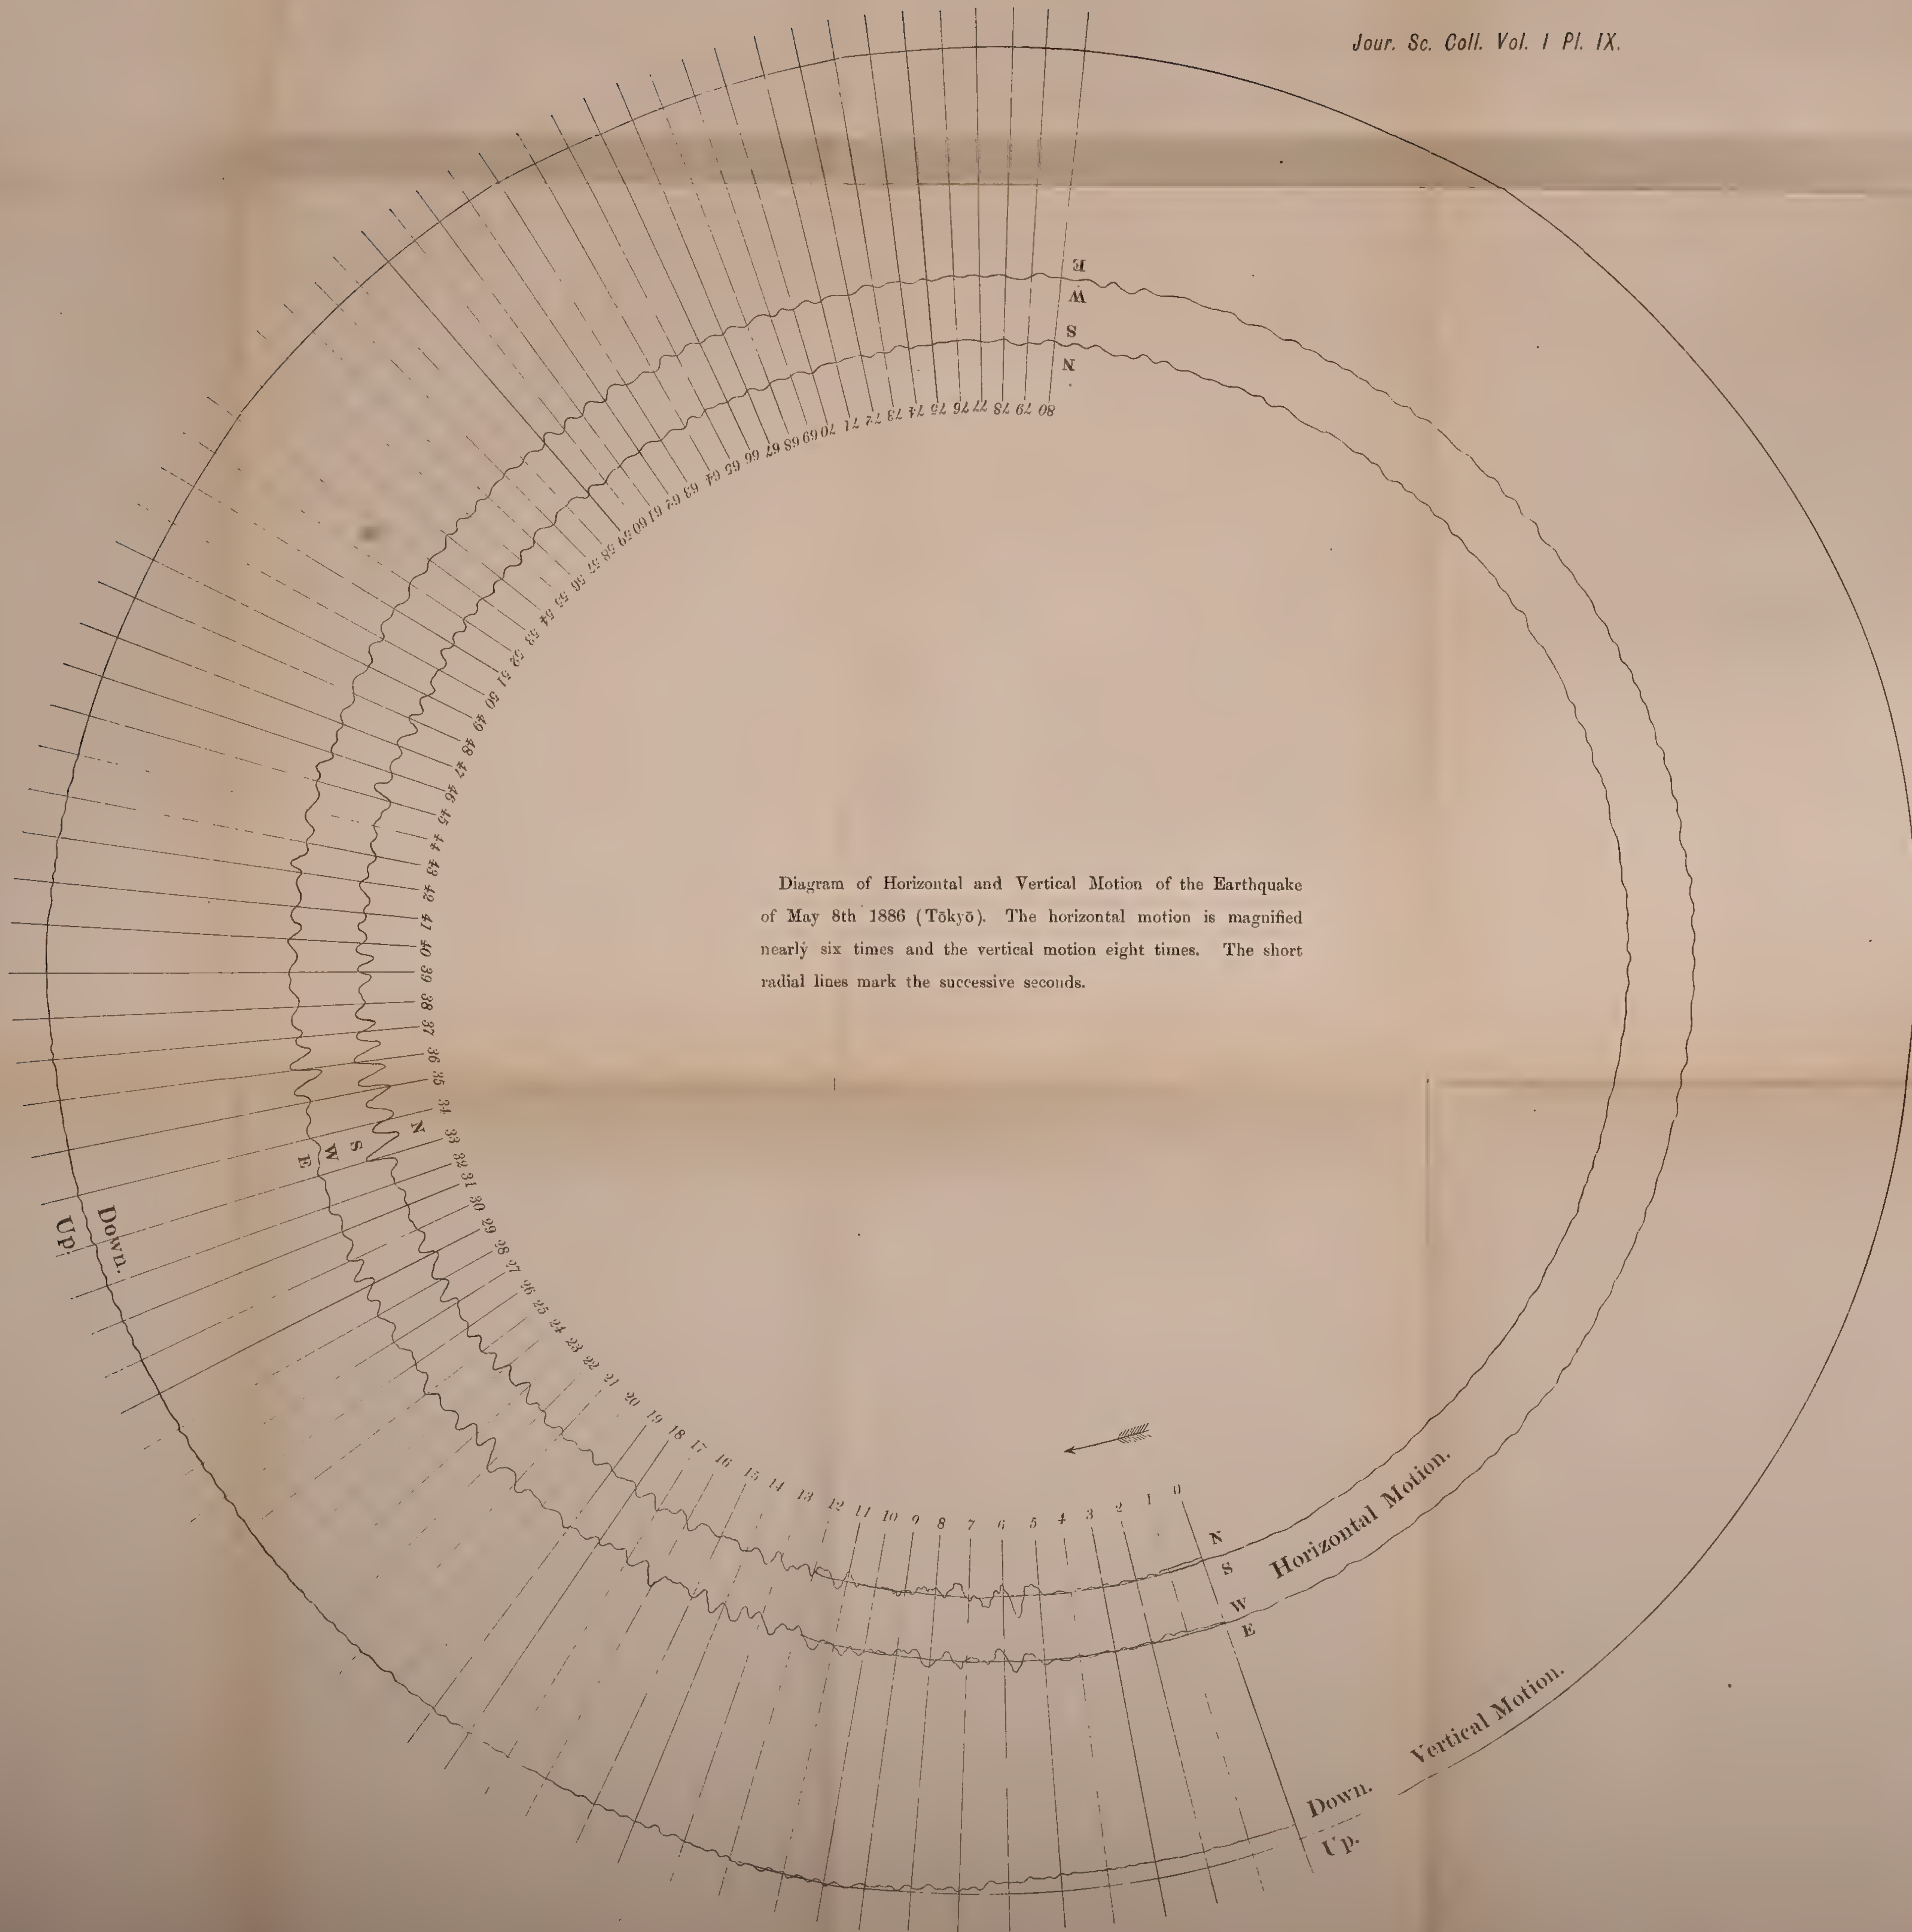 Jour. Sc. Coll. Vol. I Pl. IX.
E
W
S
N
80 79 78 77 76 75 74 73 72 71 70 69 68 67 66 65 64 63 62 61 60 59 58 57 56 55 54 53 52 51 50 49 48 47 46 45 44 43 42 41 40 39 38 37 36 35 34 33 32 31 30 29 28 27 26 25 24 23 22 21 20 19 18 17 16 15 14 13 12 11 10 9 8 7 6 5 4 3 2 1 0
Diagram of Horizontal and Vertical Motion of the Earthquake
of May 8th 1886 (Tōkyō). The horizontal motion is magnified
nearly six times and the vertical motion eight times. The short
radial lines mark the successive seconds.
E W S N
Up. Down.
N
S
W
E
Horizontal Motion.
Vertical Motion.
Down.
Up.